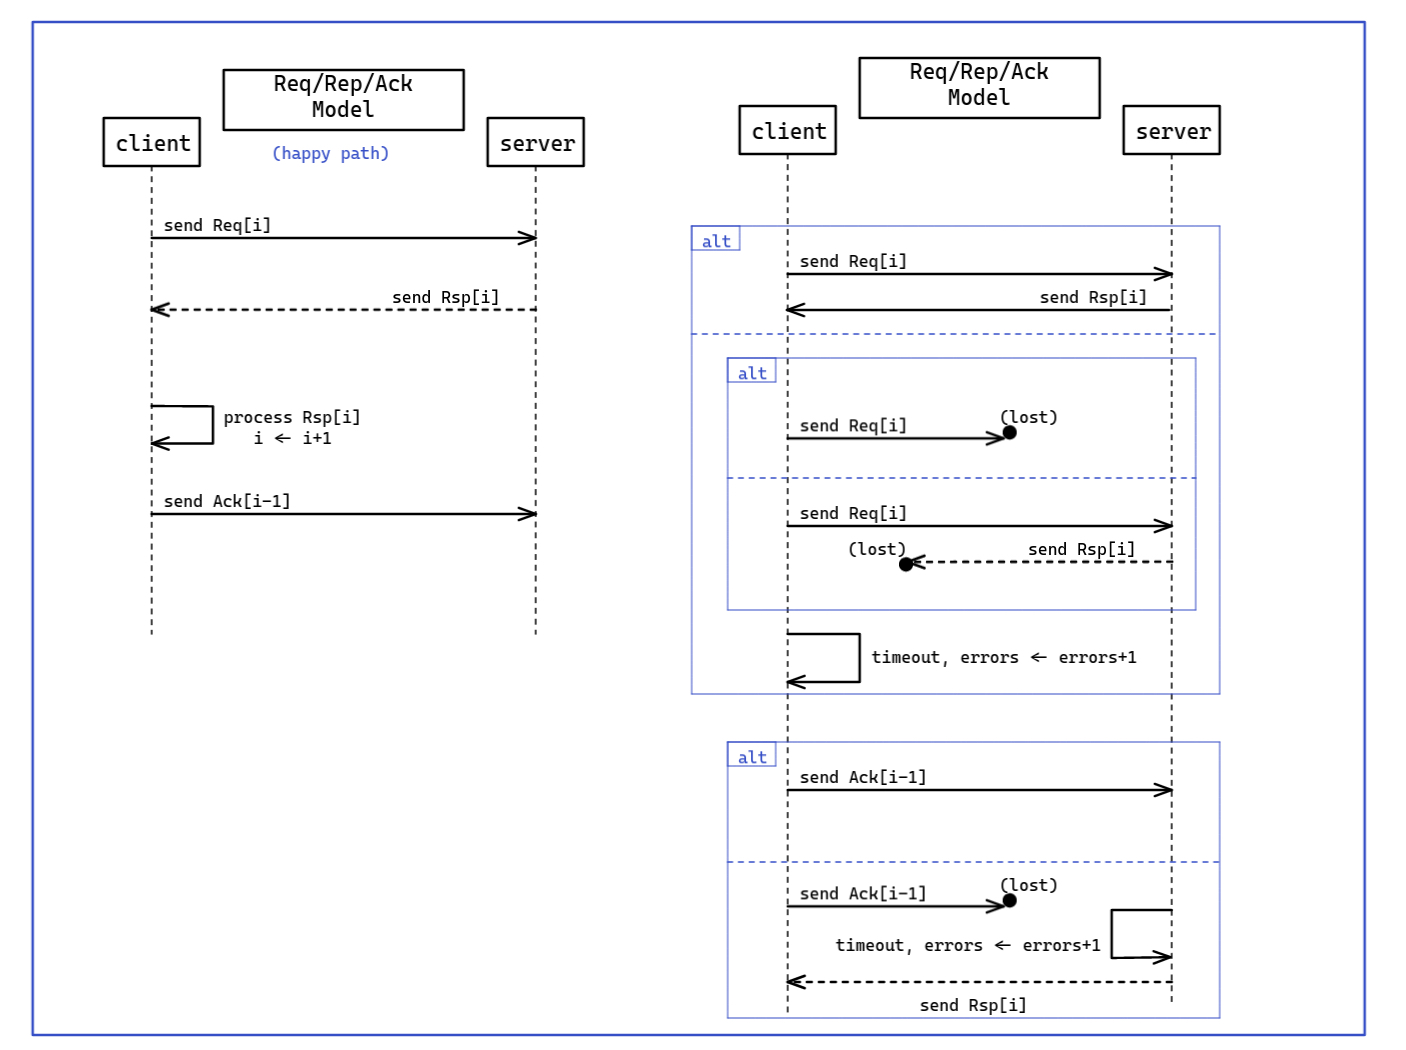 Req/Rep/Ack
Model
client
(happy path)
server
send Req[i]
send Rsp[i]
process Rsp[i]
i ← i+1
send Ack[i-1]
Req/Rep/Ack
Model
client
server
alt
send Req[i]
send Rsp[i]
alt
(lost)
send Req[i]
send Req[i]
(lost)
send Rsp[i]
timeout, errors ← errors+1
alt
send Ack[i-1]
(lost)
send Ack[i-1]
timeout, errors ← errors+1
send Rsp[i]